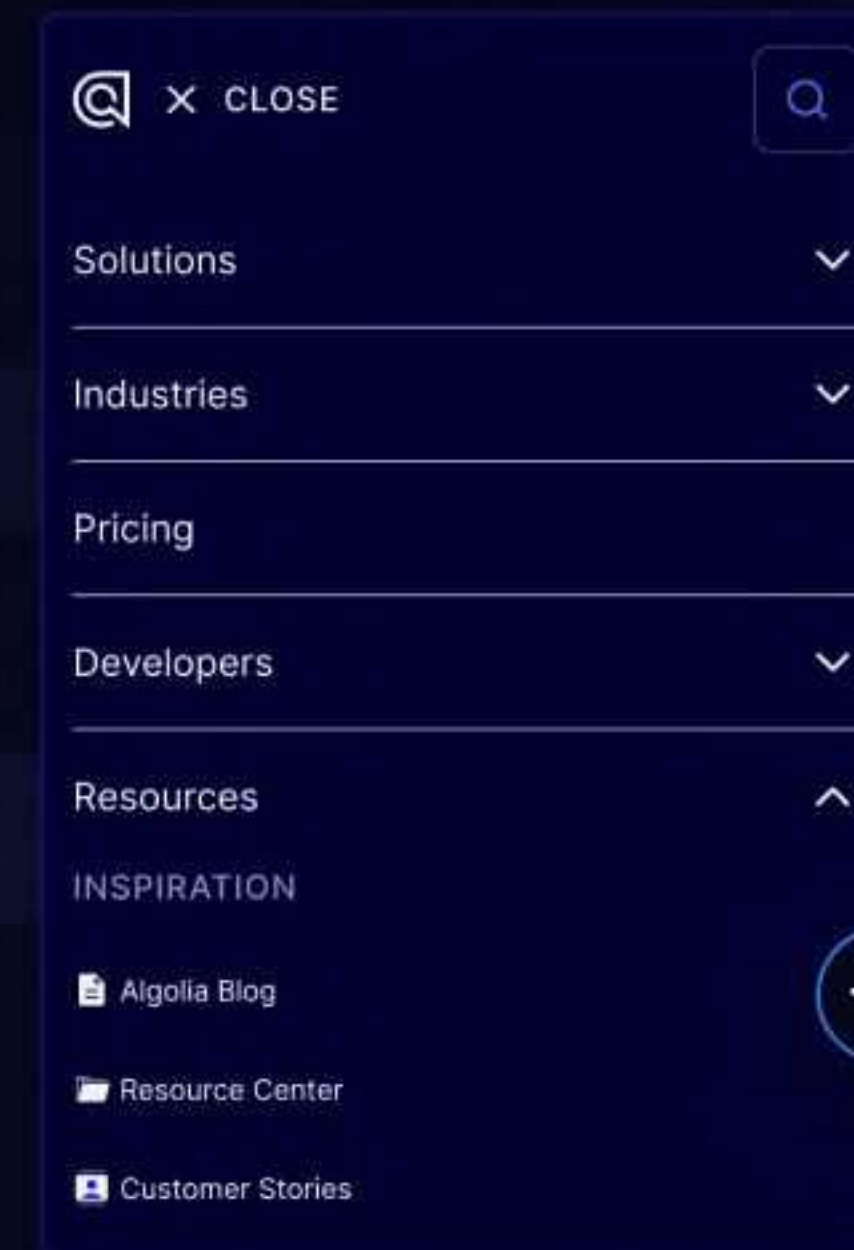 CLOSE
Solutions
Industries
Pricing
Developers
Resources
INSPIRATION
Algolia Blog
Resource Center
Customer Stories